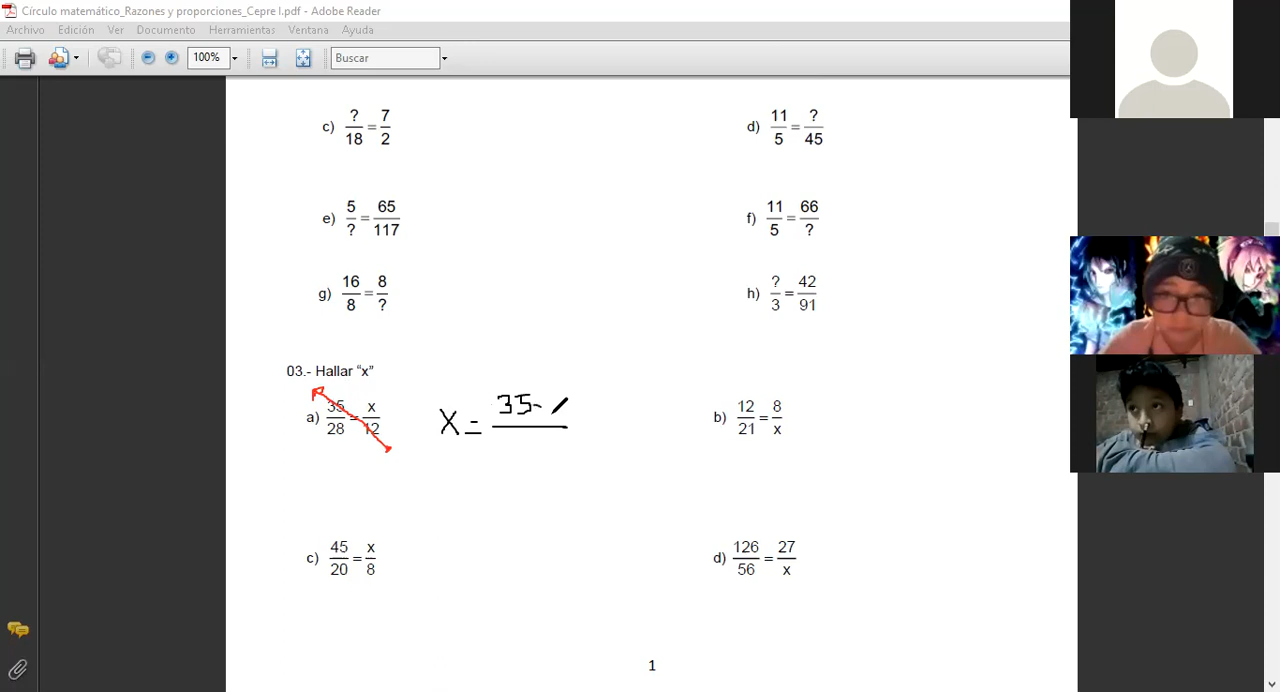 Círculo matemático_Razones y proporciones_Cepre I.pdf - Adobe Reader
Archivo Edición Ver Documento Herramientas Ventana Ayuda
100% Buscar
c) ?/18 = 7/2
d) 11/5 = ?/45
e) 5/? = 65/117
f) 11/5 = 66/?
g) 16/8 = 8/?
h) ?/3 = 42/91
03.- Hallar “x”
a) 35/28 = x/12
X = 35-
b) 12/21 = 8/x
c) 45/20 = x/8
d) 126/56 = 27/x
1